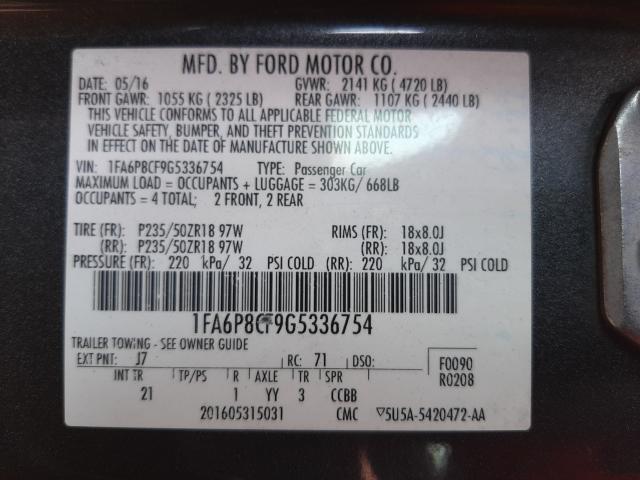 MFD. BY FORD MOTOR CO.
DATE: 05/16 GVWR: 2141 KG ( 4720 LB)
FRONT GAWR: 1055 KG ( 2325 LB) REAR GAWR: 1107 KG ( 2440 LB)
THIS VEHICLE CONFORMS TO ALL APPLICABLE FEDERAL MOTOR
VEHICLE SAFETY, BUMPER, AND THEFT PREVENTION STANDARDS
IN EFFECT ON THE DATE OF MANUFACTURE SHOWN ABOVE.
VIN: 1FA6P8CF9G5336754 TYPE: Passenger Car
MAXIMUM LOAD = OCCUPANTS + LUGGAGE = 303KG/ 668LB
OCCUPANTS = 4 TOTAL; 2 FRONT, 2 REAR
TIRE (FR): P235/50ZR18 97W RIMS (FR): 18x8.0J
(RR): P235/50ZR18 97W (RR): 18x8.0J
PRESSURE (FR): 220 kPa/ 32 PSI COLD (RR): 220 kPa/ 32 PSI COLD
1FA6P8CF9G5336754
TRAILER TOWING - SEE OWNER GUIDE
EXT PNT: J7 RC: 71 DSO: F0090
INT TR TP/PS R AXLE TR SPR R0208
21 1 YY 3 CCBB
201605315031 CMC ▽5U5A-5420472-AA